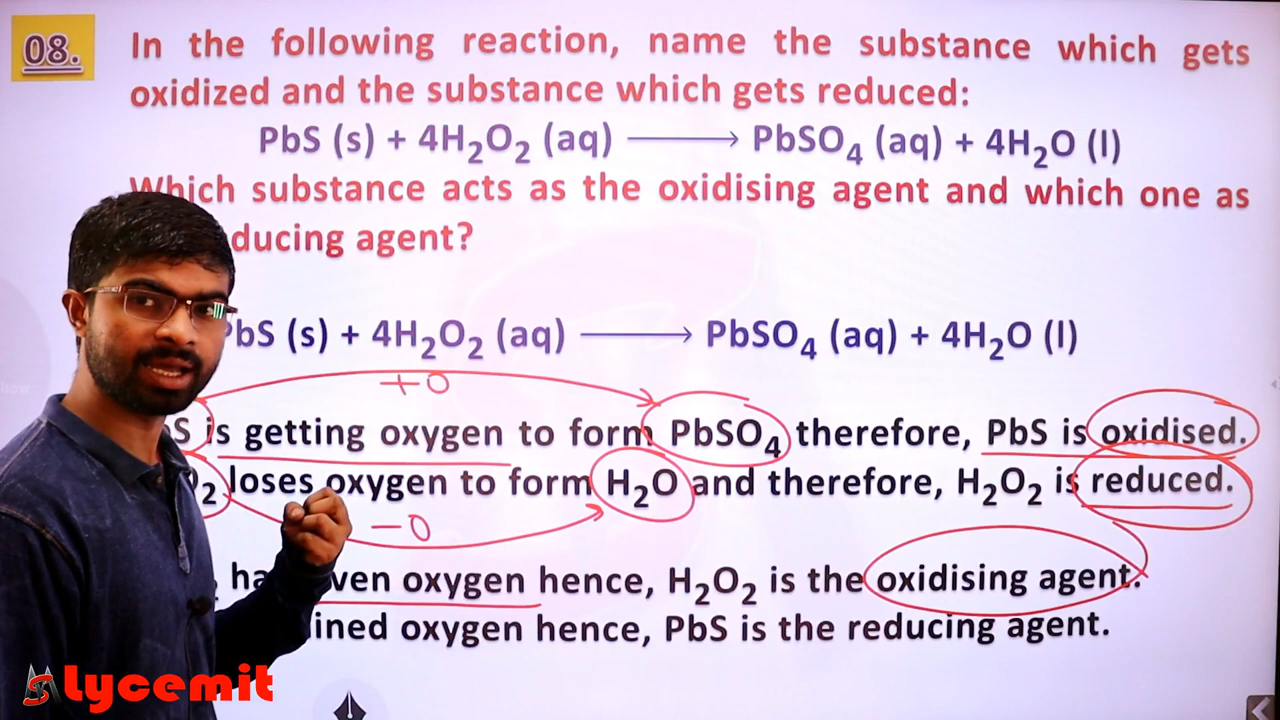 08.
In the following reaction, name the substance which gets
oxidized and the substance which gets reduced:
PbS (s) + 4H₂O₂ (aq) ⟶ PbSO₄ (aq) + 4H₂O (l)
Which substance acts as the oxidising agent and which one as
ducing agent?
PbS (s) + 4H₂O₂ (aq) ⟶ PbSO₄ (aq) + 4H₂O (l)
+O
S is getting oxygen to form PbSO₄ therefore, PbS is oxidised.
O₂ loses oxygen to form H₂O and therefore, H₂O₂ is reduced.
–O
ven oxygen hence, H₂O₂ is the oxidising agent.
ined oxygen hence, PbS is the reducing agent.
lycemit